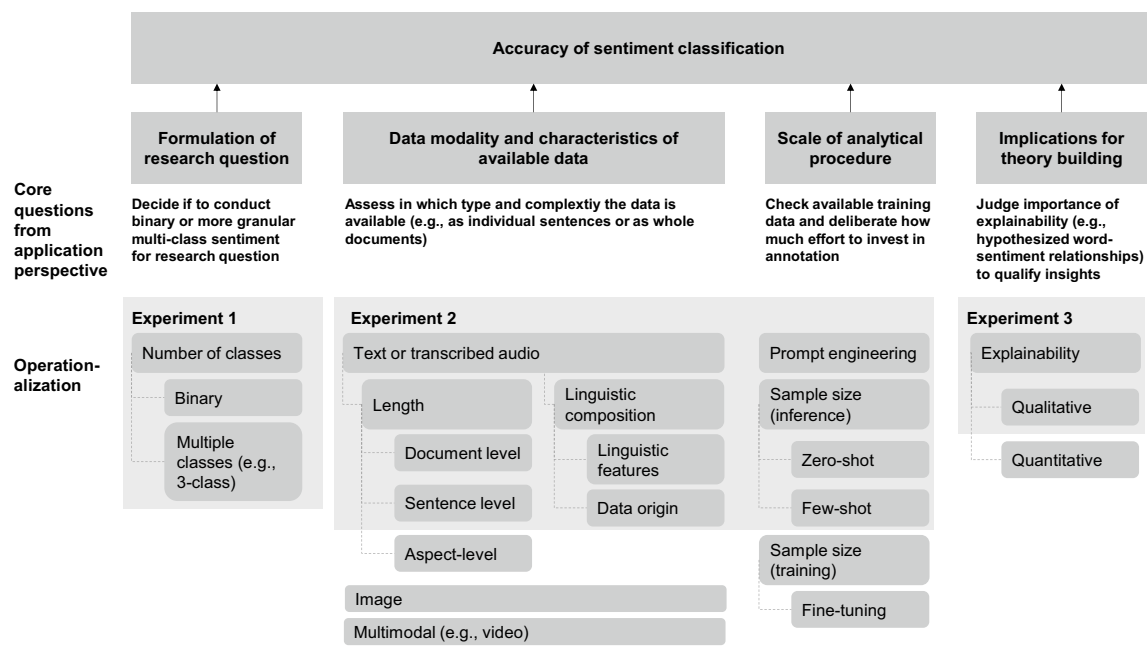 Accuracy of sentiment classification
Formulation of
research question
Data modality and characteristics of
available data
Scale of analytical
procedure
Implications for
theory building
Core
questions
from
application
perspective
Decide if to conduct
binary or more granular
multi-class sentiment
for research question
Assess in which type and complextiy the data is
available (e.g., as individual sentences or as whole
documents)
Check available training
data and deliberate how
much effort to invest in
annotation
Judge importance of
explainability (e.g.,
hypothesized word-
sentiment relationships)
to qualify insights
Operation-
alization
Experiment 1
Number of classes
Binary
Multiple
classes (e.g.,
3-class)
Experiment 2
Text or transcribed audio
Length
Document level
Sentence level
Aspect-level
Linguistic
composition
Linguistic
features
Data origin
Image
Multimodal (e.g., video)
Prompt engineering
Sample size
(inference)
Zero-shot
Few-shot
Sample size
(training)
Fine-tuning
Experiment 3
Explainability
Qualitative
Quantitative